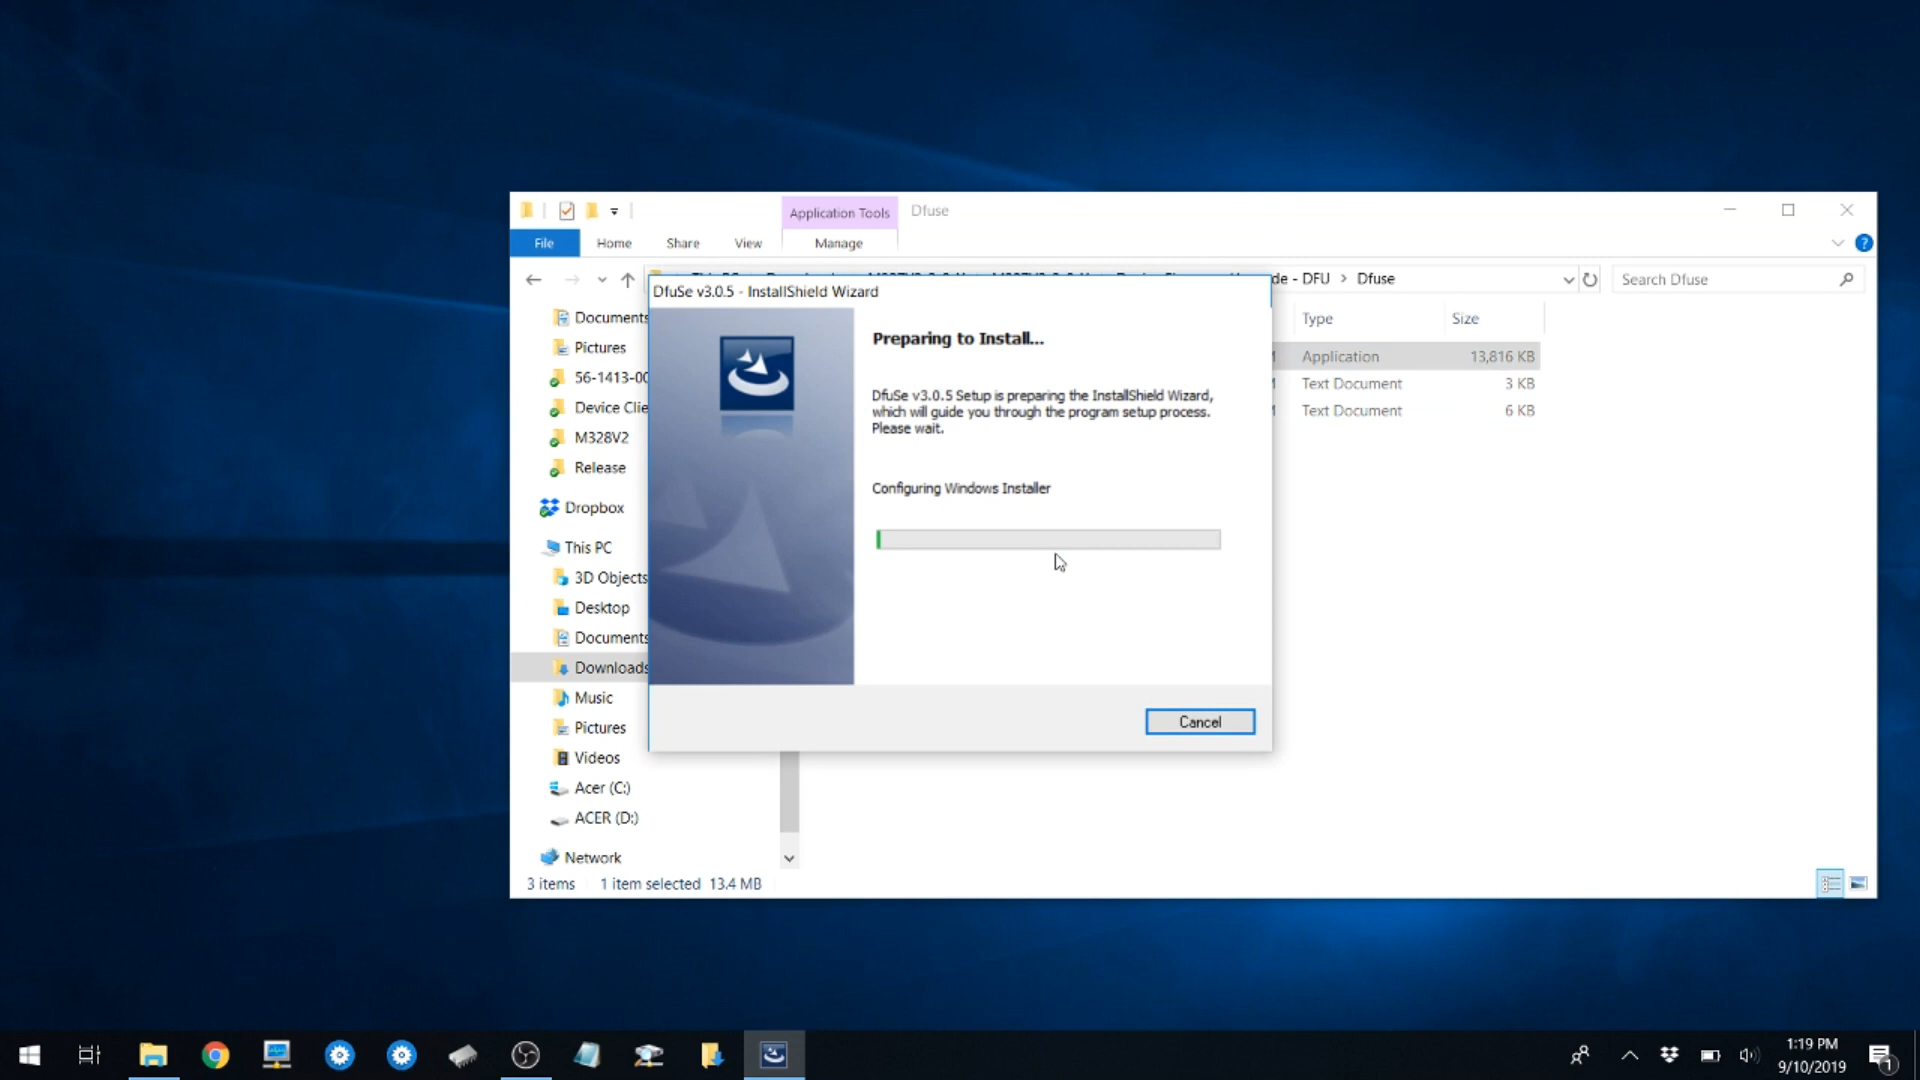 Application Tools
Dfuse
File
Home
Share
View
Manage
DFU
Dfuse
Search Dfuse
DfuSe v3.0.5 - InstallShield Wizard
Preparing to Install...
DfuSe v3.0.5 Setup is preparing the InstallShield Wizard,
which will guide you through the program setup process.
Please wait.
Configuring Windows Installer
Cancel
Type
Size
Application
13,816 KB
Text Document
3 KB
Text Document
6 KB
Documents
Pictures
56-1413-00
Device Clie
M328V2
Release
Dropbox
This PC
3D Objects
Desktop
Documents
Downloads
Music
Pictures
Videos
Acer (C:)
ACER (D:)
Network
3 items
1 item selected 13.4 MB
1:19 PM
9/10/2019
1